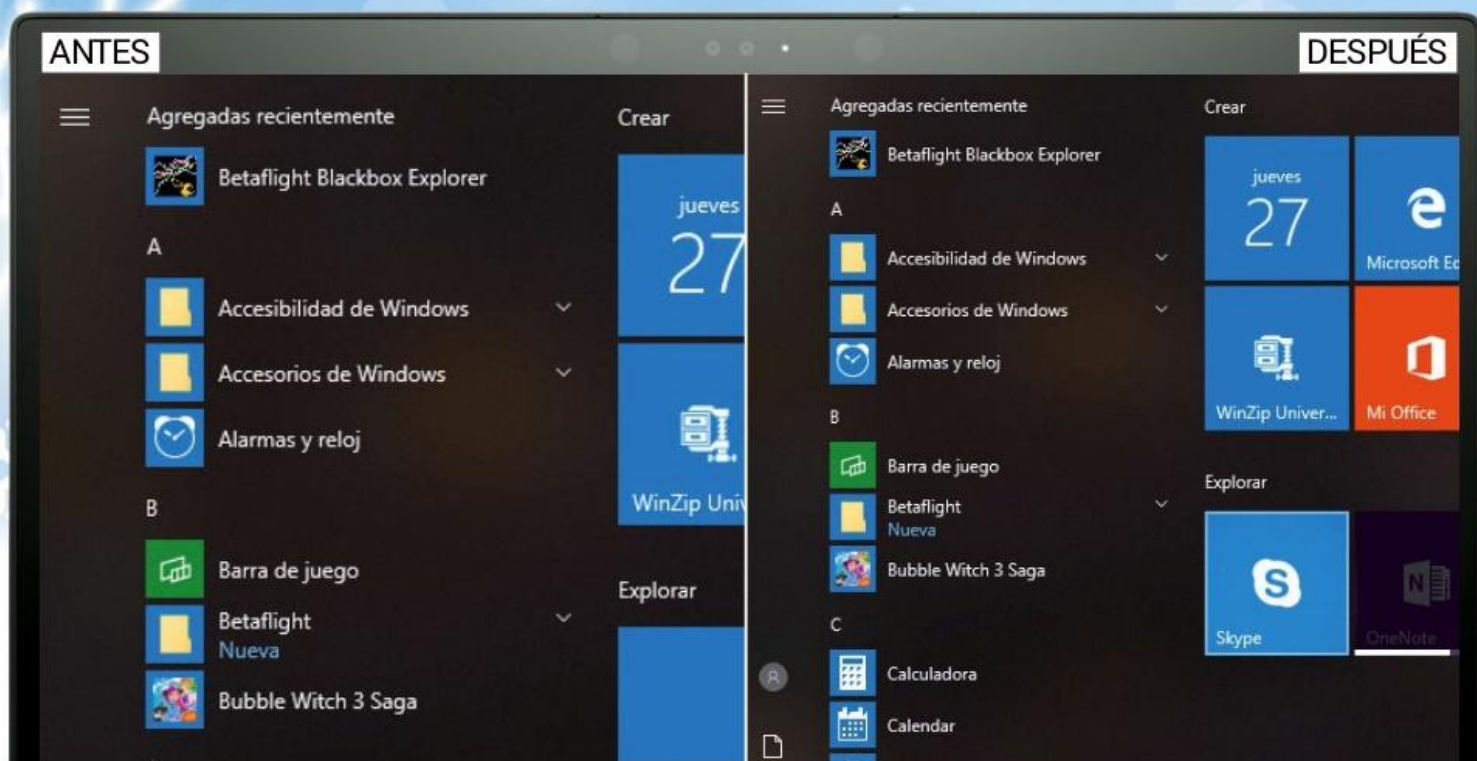 ANTES
Agregadas recientemente
Betaflight Blackbox Explorer
A
Accesibilidad de Windows
Accesorios de Windows
Alarmas y reloj
B
Barra de juego
Betaflight
Nueva
Bubble Witch 3 Saga
Crear
jueves
27
WinZip Univ
Explorar
DESPUÉS
Agregadas recientemente
Betaflight Blackbox Explorer
A
Accesibilidad de Windows
Accesorios de Windows
Alarmas y reloj
B
Barra de juego
Betaflight
Nueva
Bubble Witch 3 Saga
C
Calculadora
Calendar
Crear
jueves
27
Microsoft Ed
WinZip Univer...
Mi Office
Explorar
Skype
OneNote